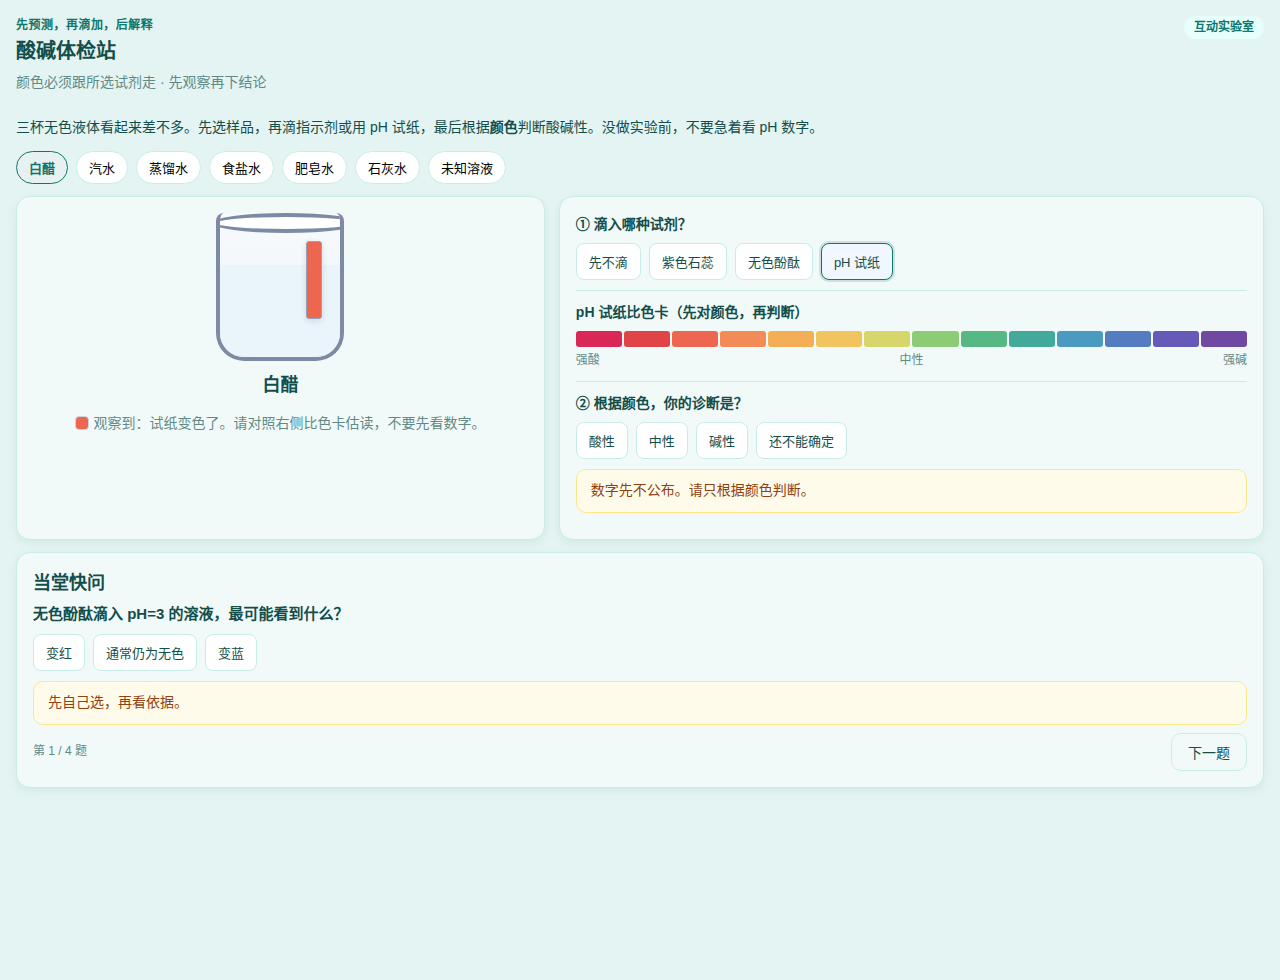 先预测，再滴加，后解释
互动实验室
酸碱体检站
颜色必须跟所选试剂走 · 先观察再下结论
三杯无色液体看起来差不多。先选样品，再滴指示剂或用 pH 试纸，最后根据颜色判断酸碱性。没做实验前，不要急着看 pH 数字。
白醋 汽水 蒸馏水 食盐水 肥皂水 石灰水 未知溶液
白醋
观察到：试纸变色了。请对照右侧比色卡估读，不要先看数字。
① 滴入哪种试剂？
先不滴 紫色石蕊 无色酚酞 pH 试纸
pH 试纸比色卡（先对颜色，再判断）
强酸 中性 强碱
② 根据颜色，你的诊断是？
酸性 中性 碱性 还不能确定
数字先不公布。请只根据颜色判断。
当堂快问
无色酚酞滴入 pH=3 的溶液，最可能看到什么？
变红 通常仍为无色 变蓝
先自己选，再看依据。
第 1 / 4 题
下一题